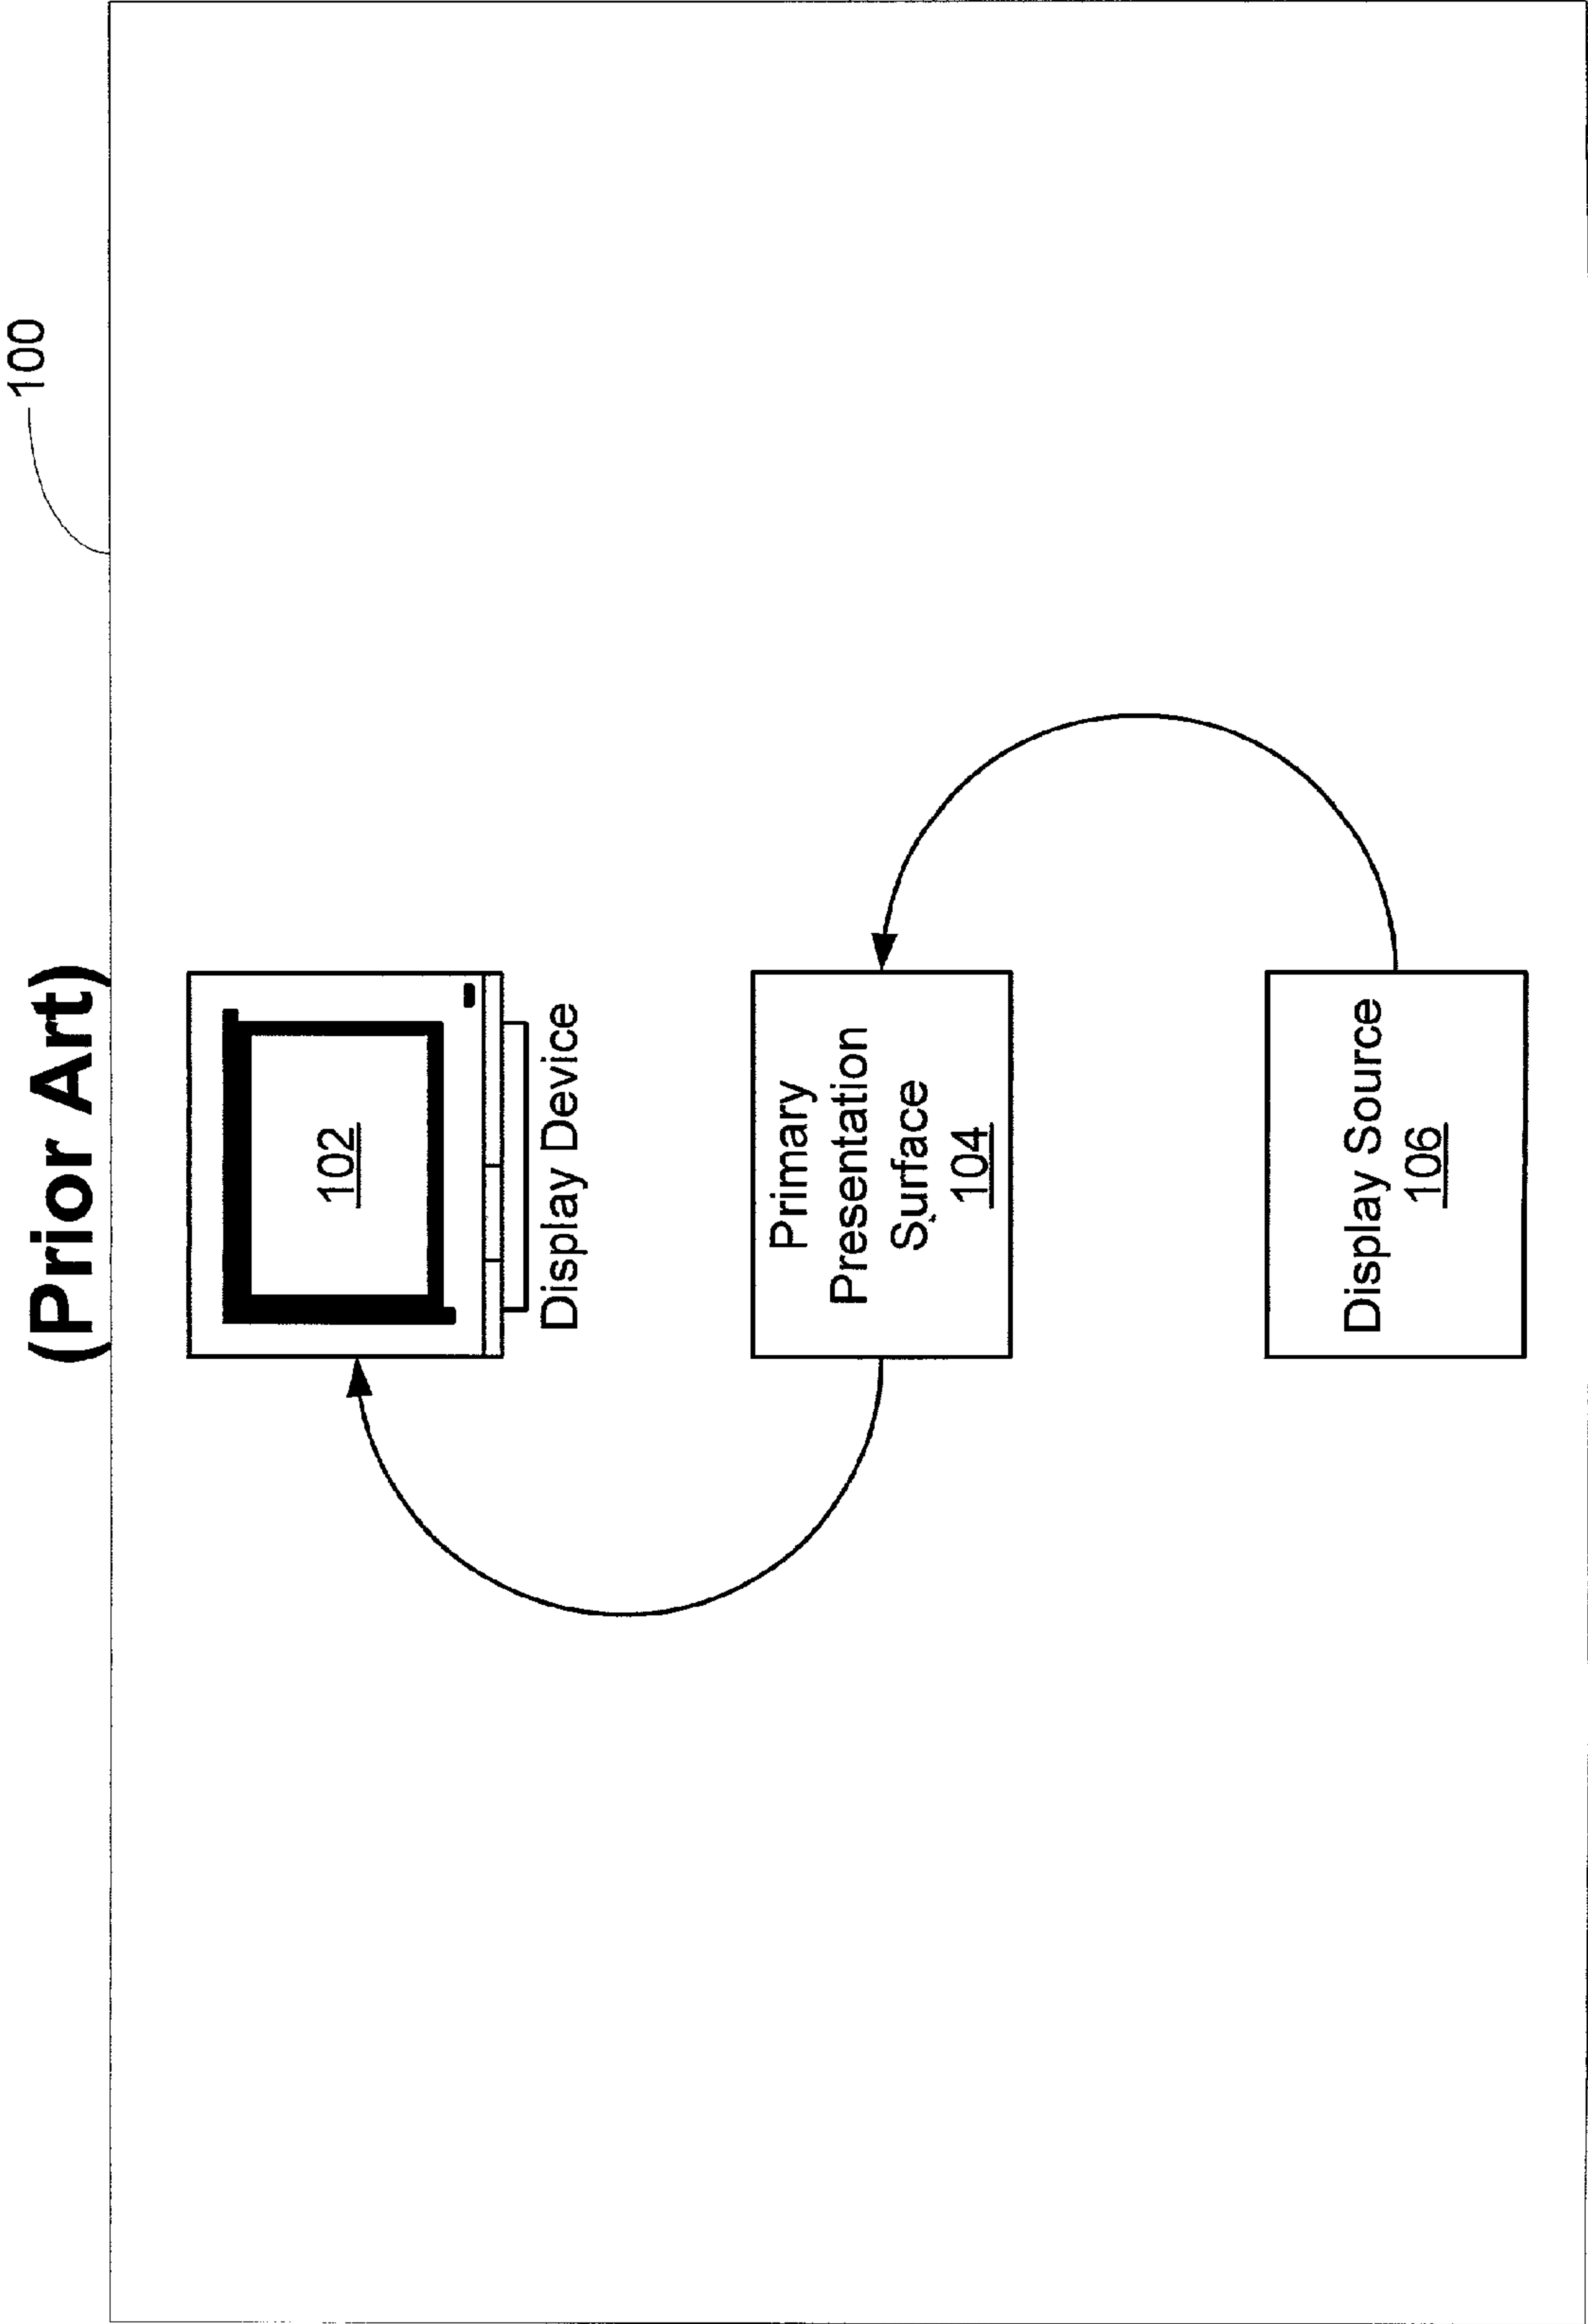 (Prior Art)
100
102
Display Device
Primary
Presentation
Surface
104
Display Source
106